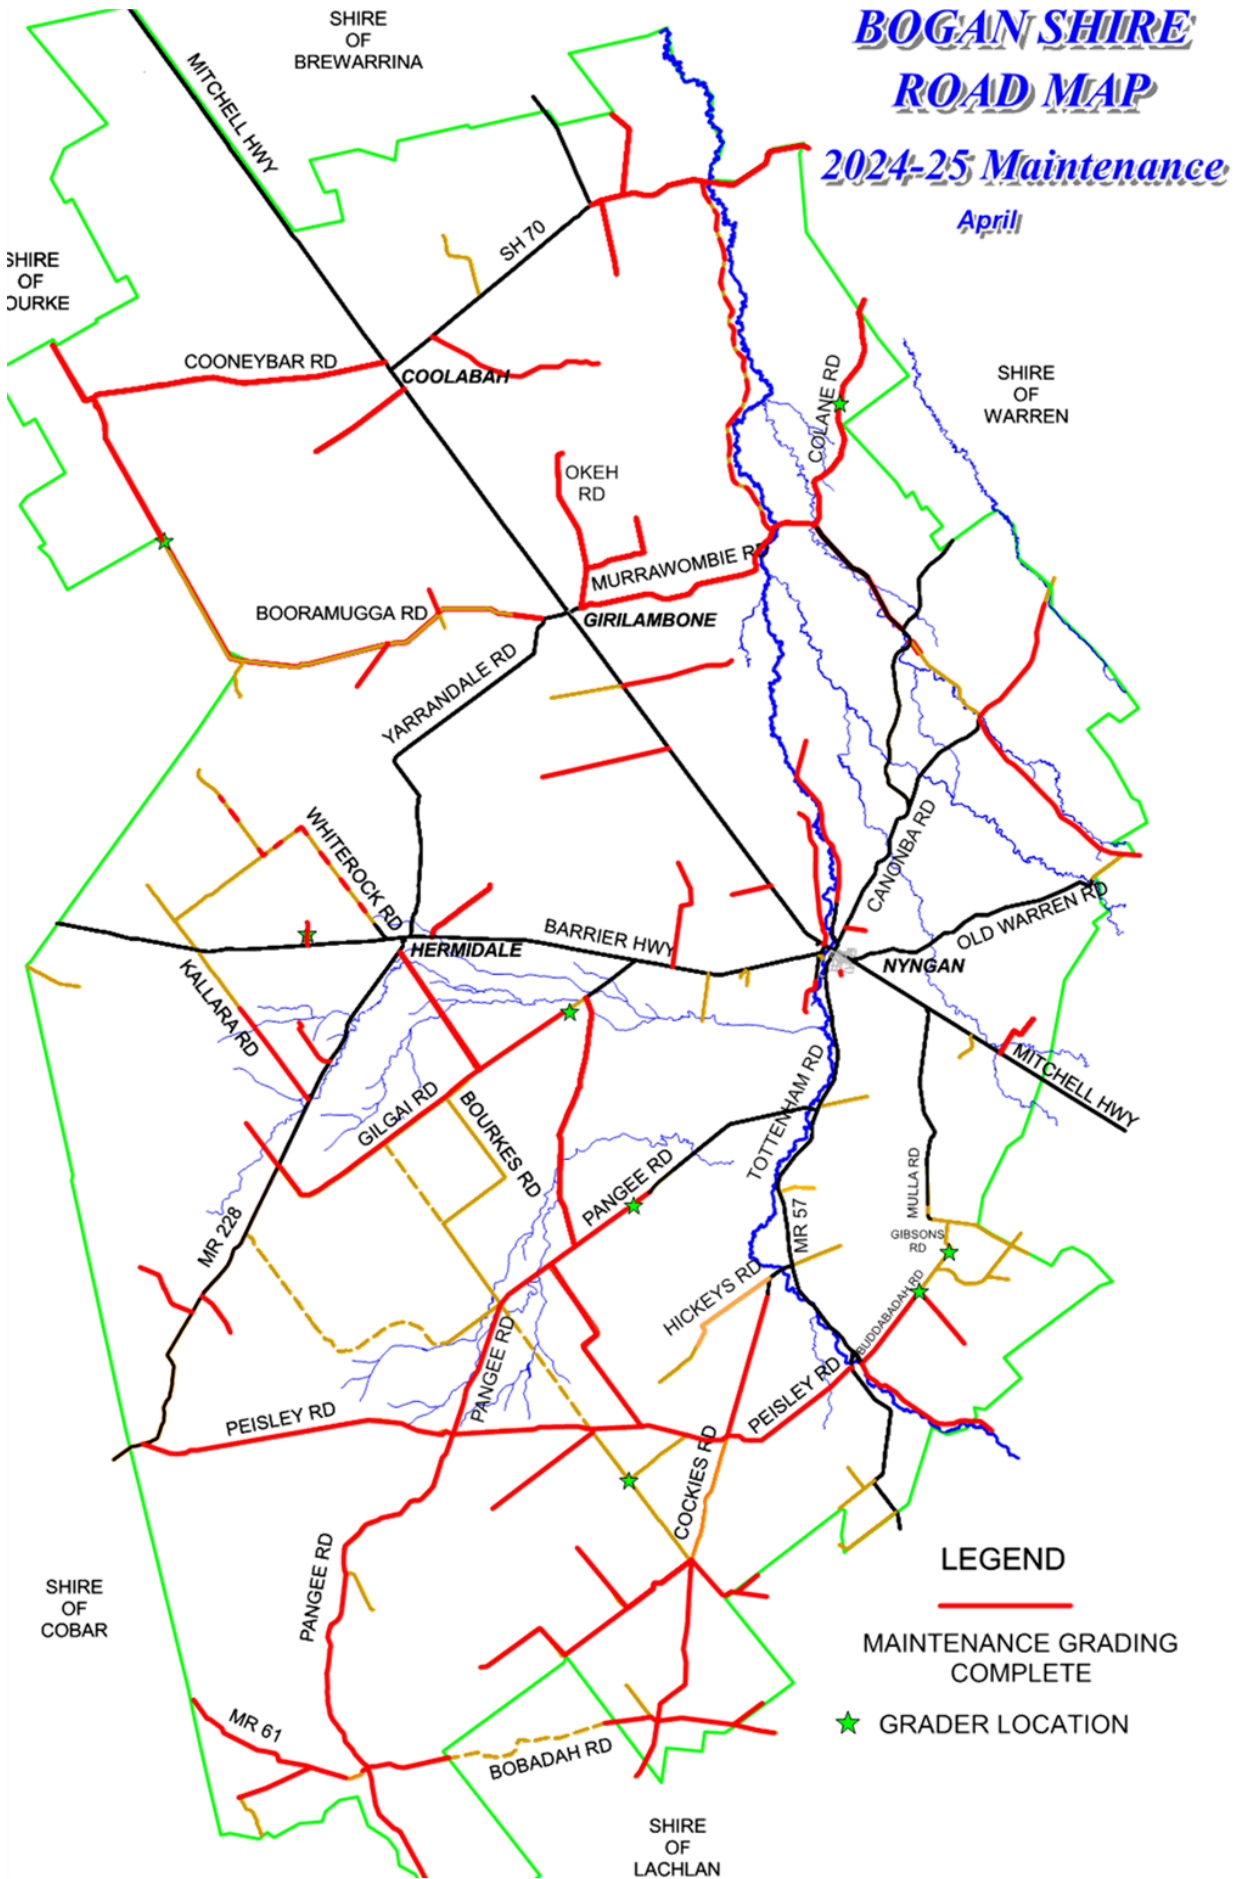 BOGAN SHIRE
ROAD MAP
2024-25 Maintenance
April
SHIRE
OF
BREWARRINA
MITCHELL HWY
SH 70
SHIRE
OF
OURKE
COONEYBAR RD
COOLABAH
SHIRE
OF
WARREN
COLANE RD
OKEH
RD
MURRAWOMBIE R
BOORAMUGGA RD
GIRILAMBONE
YARRANDALE RD
WHITEROCK RD
CANONBA RD
OLD WARREN RD
BARRIER HWY
HERMIDALE
NYNGAN
KALLARA RD
MITCHELL HWY
GILGAI RD
BOURKES RD
TOTTENHAM RD
PANGEE RD
MULLA RD
MR 228
MR 57
GIBSONS
RD
HICKEYS RD
BUDDABADAH RD
PANGEE RD
PEISLEY RD
PEISLEY RD
COCKIES RD
PANGEE RD
LEGEND
MAINTENANCE GRADING
COMPLETE
GRADER LOCATION
SHIRE
OF
COBAR
MR 61
BOBADAH RD
SHIRE
OF
LACHLAN